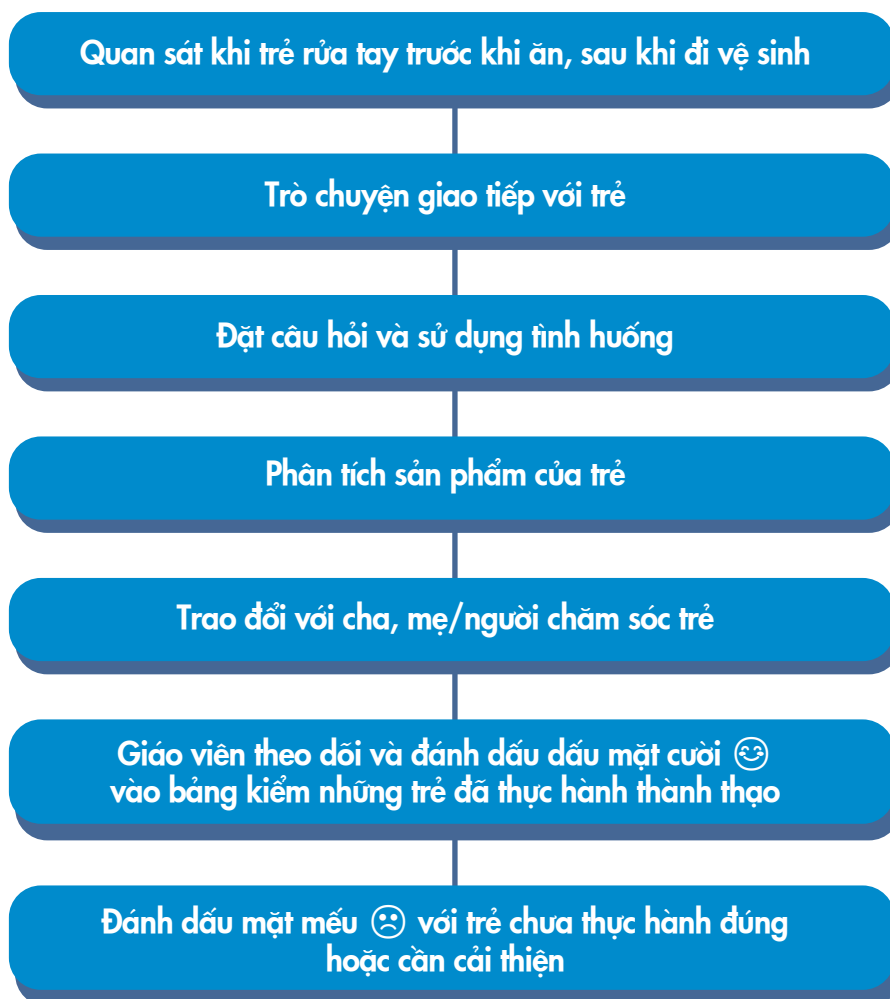 Quan sát khi trẻ rửa tay trước khi ăn, sau khi đi vệ sinh
Trò chuyện giao tiếp với trẻ
Đặt câu hỏi và sử dụng tình huống
Phân tích sản phẩm của trẻ
Trao đổi với cha, mẹ/người chăm sóc trẻ
Giáo viên theo dõi và đánh dấu dấu mặt cười
vào bảng kiểm những trẻ đã thực hành thành thạo
Đánh dấu mặt mếu với trẻ chưa thực hành đúng
hoặc cần cải thiện